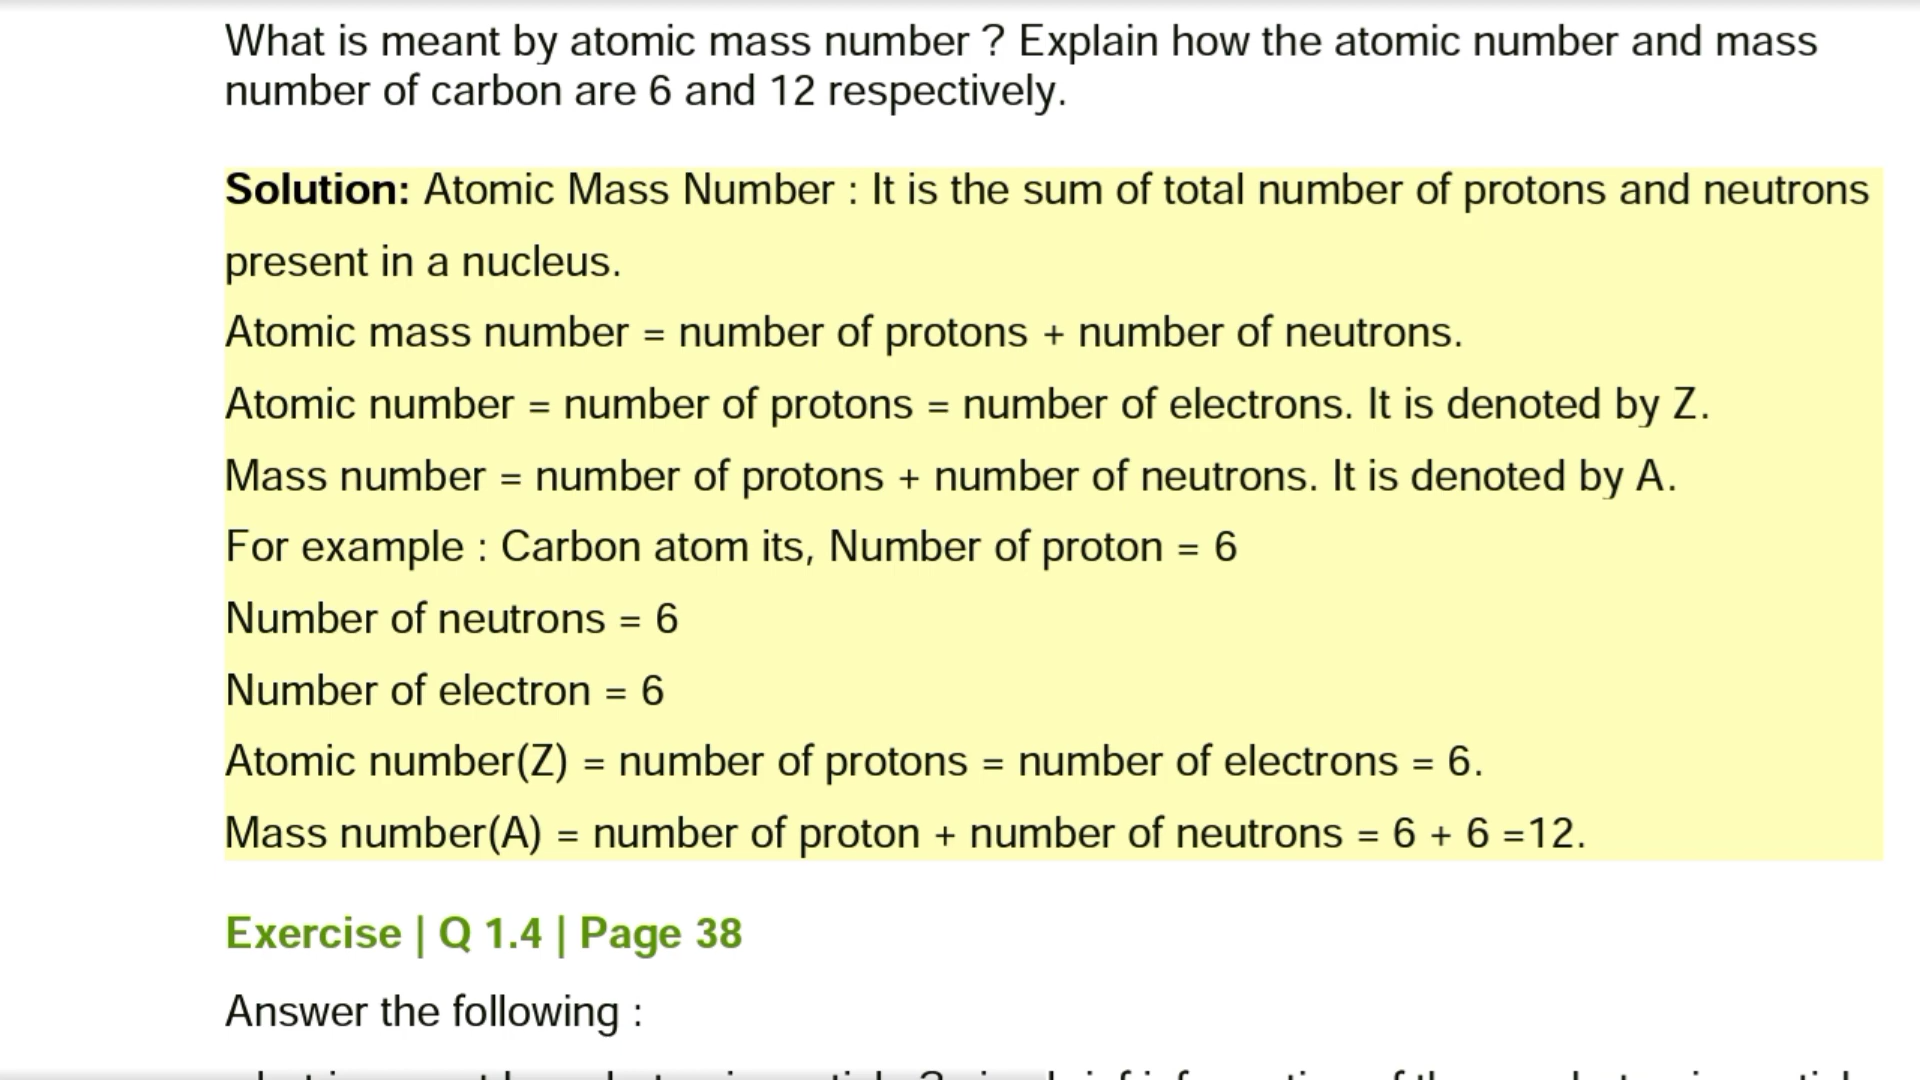 What is meant by atomic mass number ? Explain how the atomic number and mass
number of carbon are 6 and 12 respectively.
Solution: Atomic Mass Number : It is the sum of total number of protons and neutrons
present in a nucleus.
Atomic mass number = number of protons + number of neutrons.
Atomic number = number of protons = number of electrons. It is denoted by Z.
Mass number = number of protons + number of neutrons. It is denoted by A.
For example : Carbon atom its, Number of proton = 6
Number of neutrons = 6
Number of electron = 6
Atomic number(Z) = number of protons = number of electrons = 6.
Mass number(A) = number of proton + number of neutrons = 6 + 6 =12.
Exercise | Q 1.4 | Page 38
Answer the following :